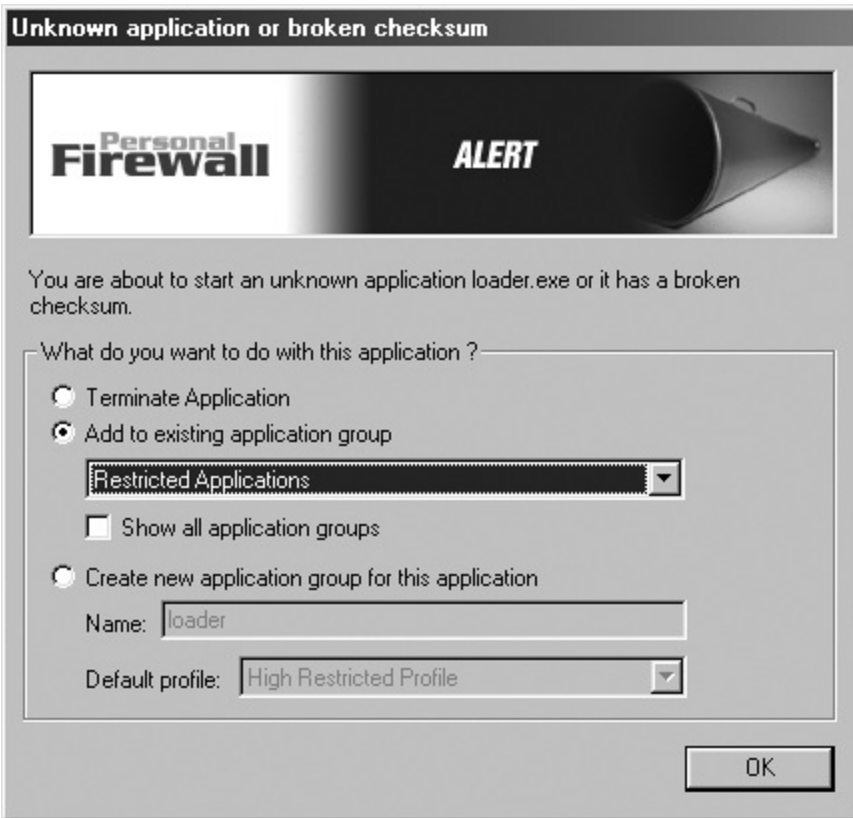 Unknown application or broken checksum
Personal
Firewall
ALERT
You are about to start an unknown application loader.exe or it has a broken
checksum.
What do you want to do with this application ?
Terminate Application
Add to existing application group
Restricted Applications
Show all application groups
Create new application group for this application
Name: loader
Default profile: High Restricted Profile
OK